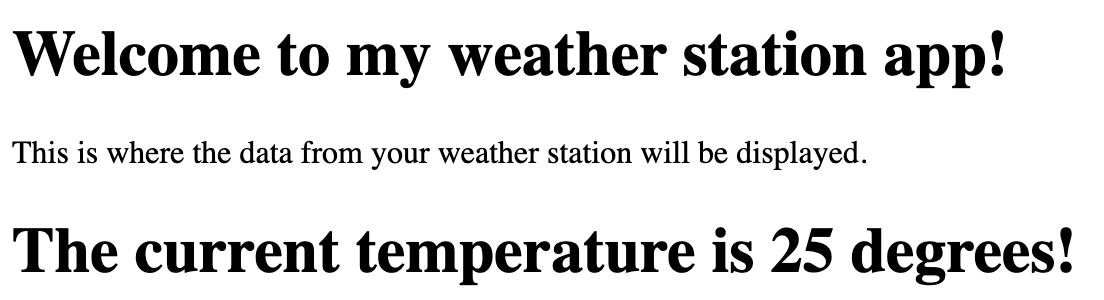 Welcome to my weather station app!
This is where the data from your weather station will be displayed.
The current temperature is 25 degrees!